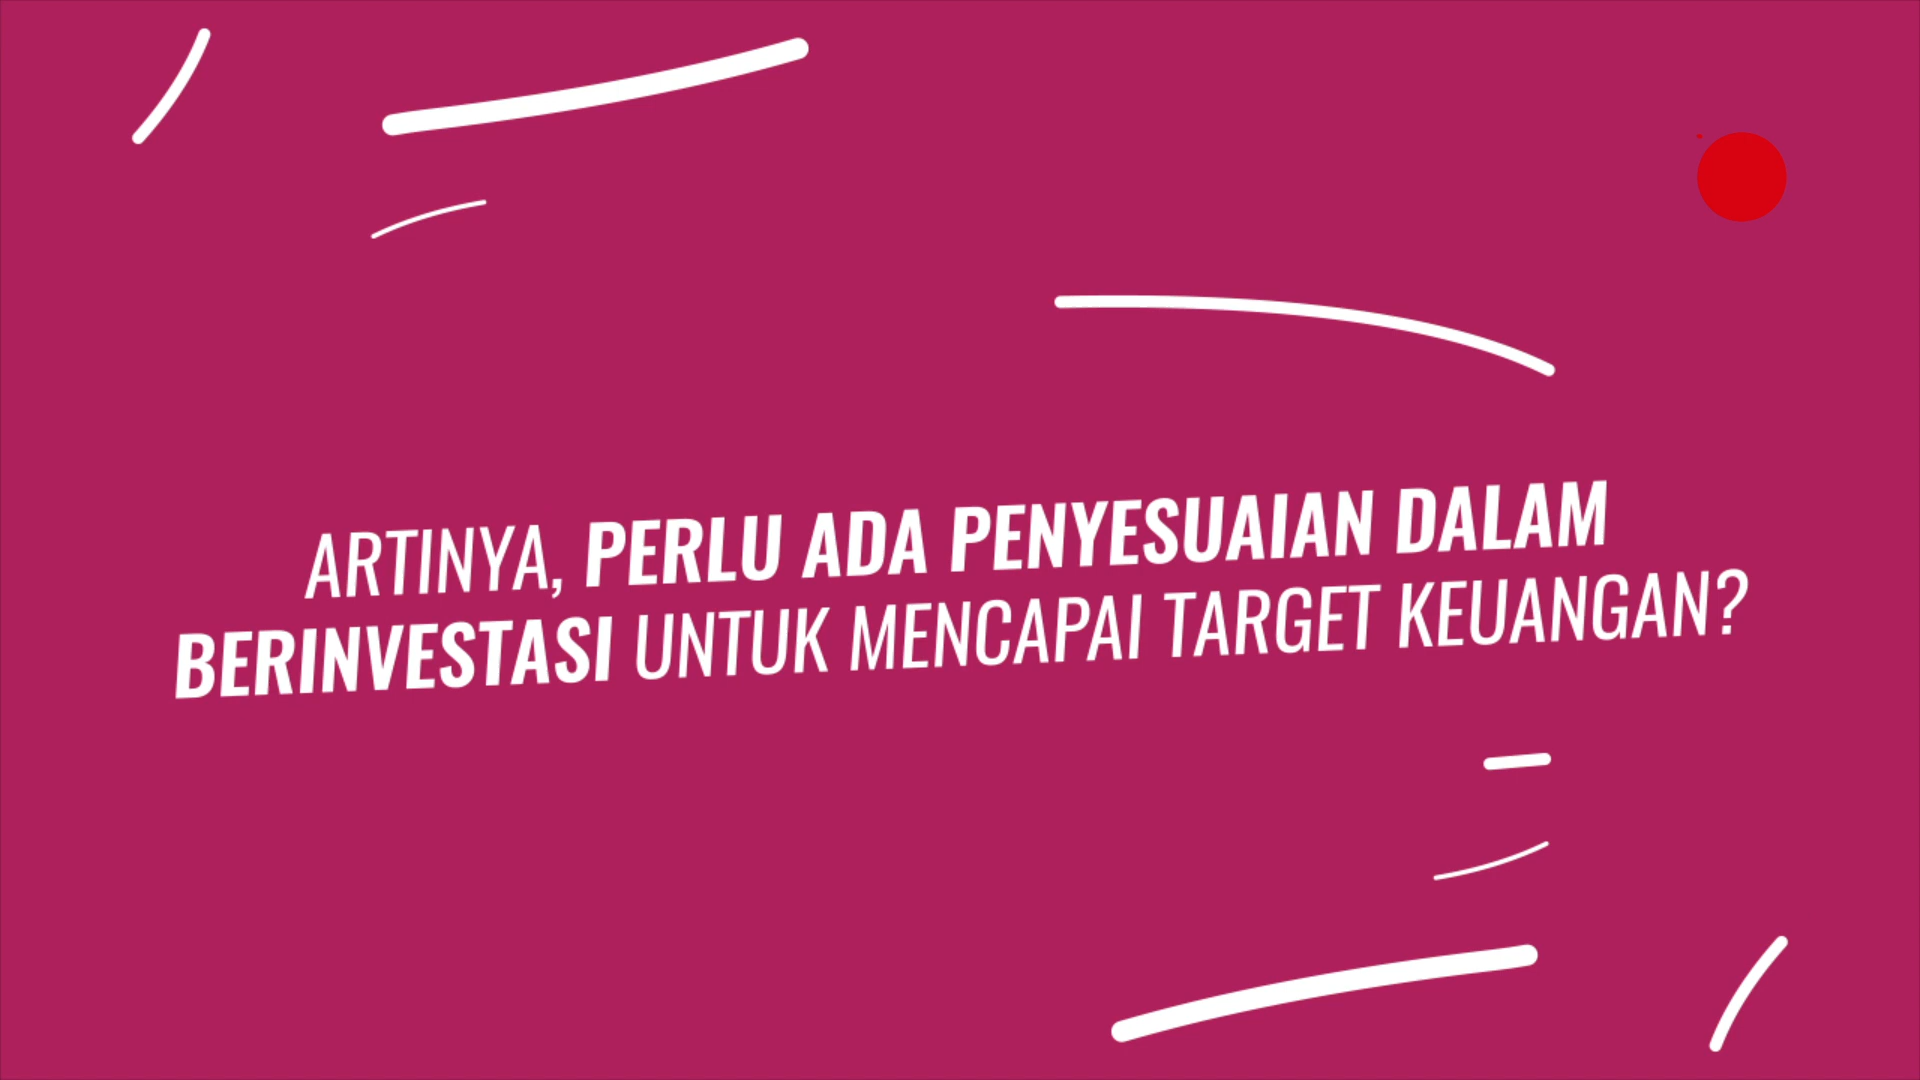 ARTINYA, PERLU ADA PENYESUAIAN DALAM
BERINVESTASI UNTUK MENCAPAI TARGET KEUANGAN?